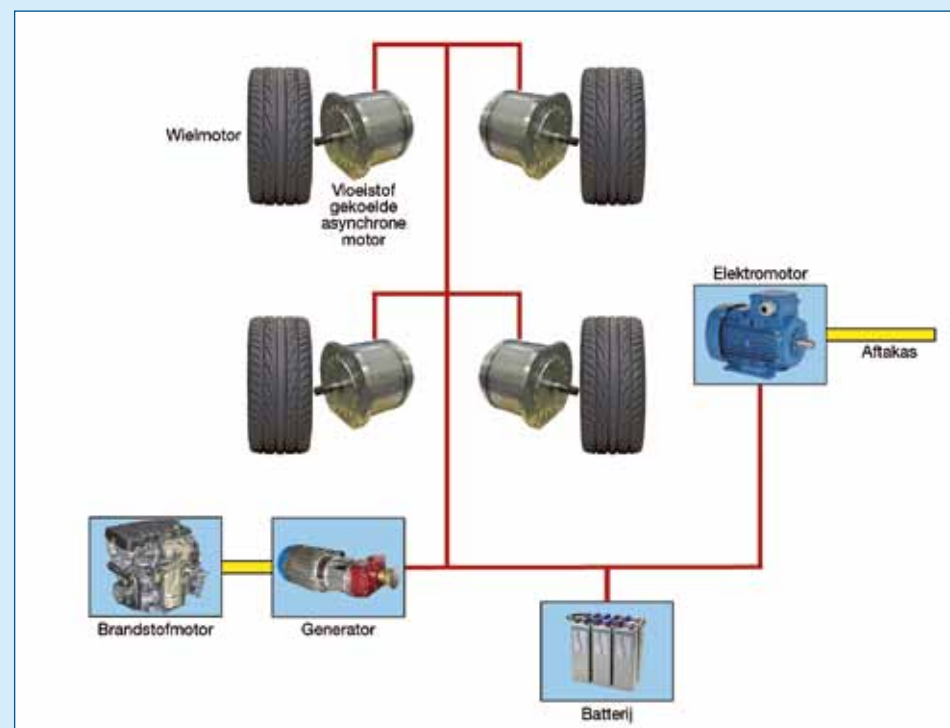 Wielmotor
Vloeistof
gekoelde
asynchrone
motor
Elektromotor
Aftakas
Brandstofmotor
Generator
Batterij